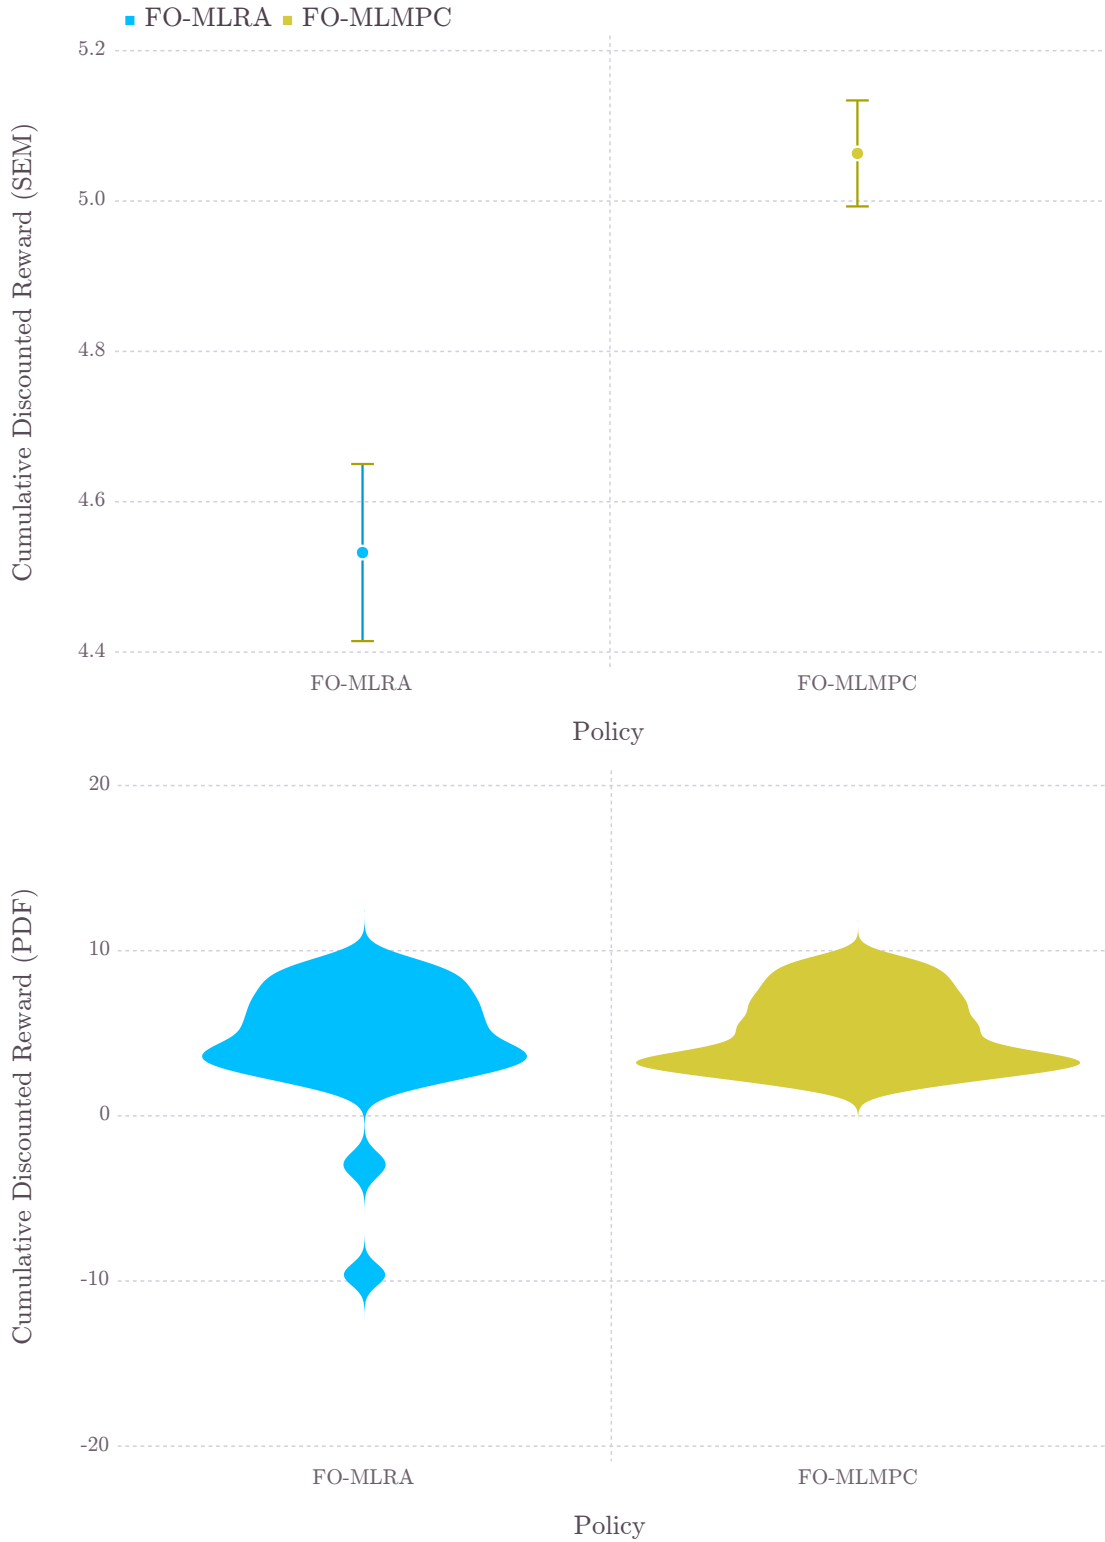 FO-MLRA FO-MLMPC
Cumulative Discounted Reward (SEM)
5.2
5.0
4.8
4.6
4.4
FO-MLRA FO-MLMPC
Policy
Cumulative Discounted Reward (PDF)
20
10
0
-10
-20
FO-MLRA FO-MLMPC
Policy